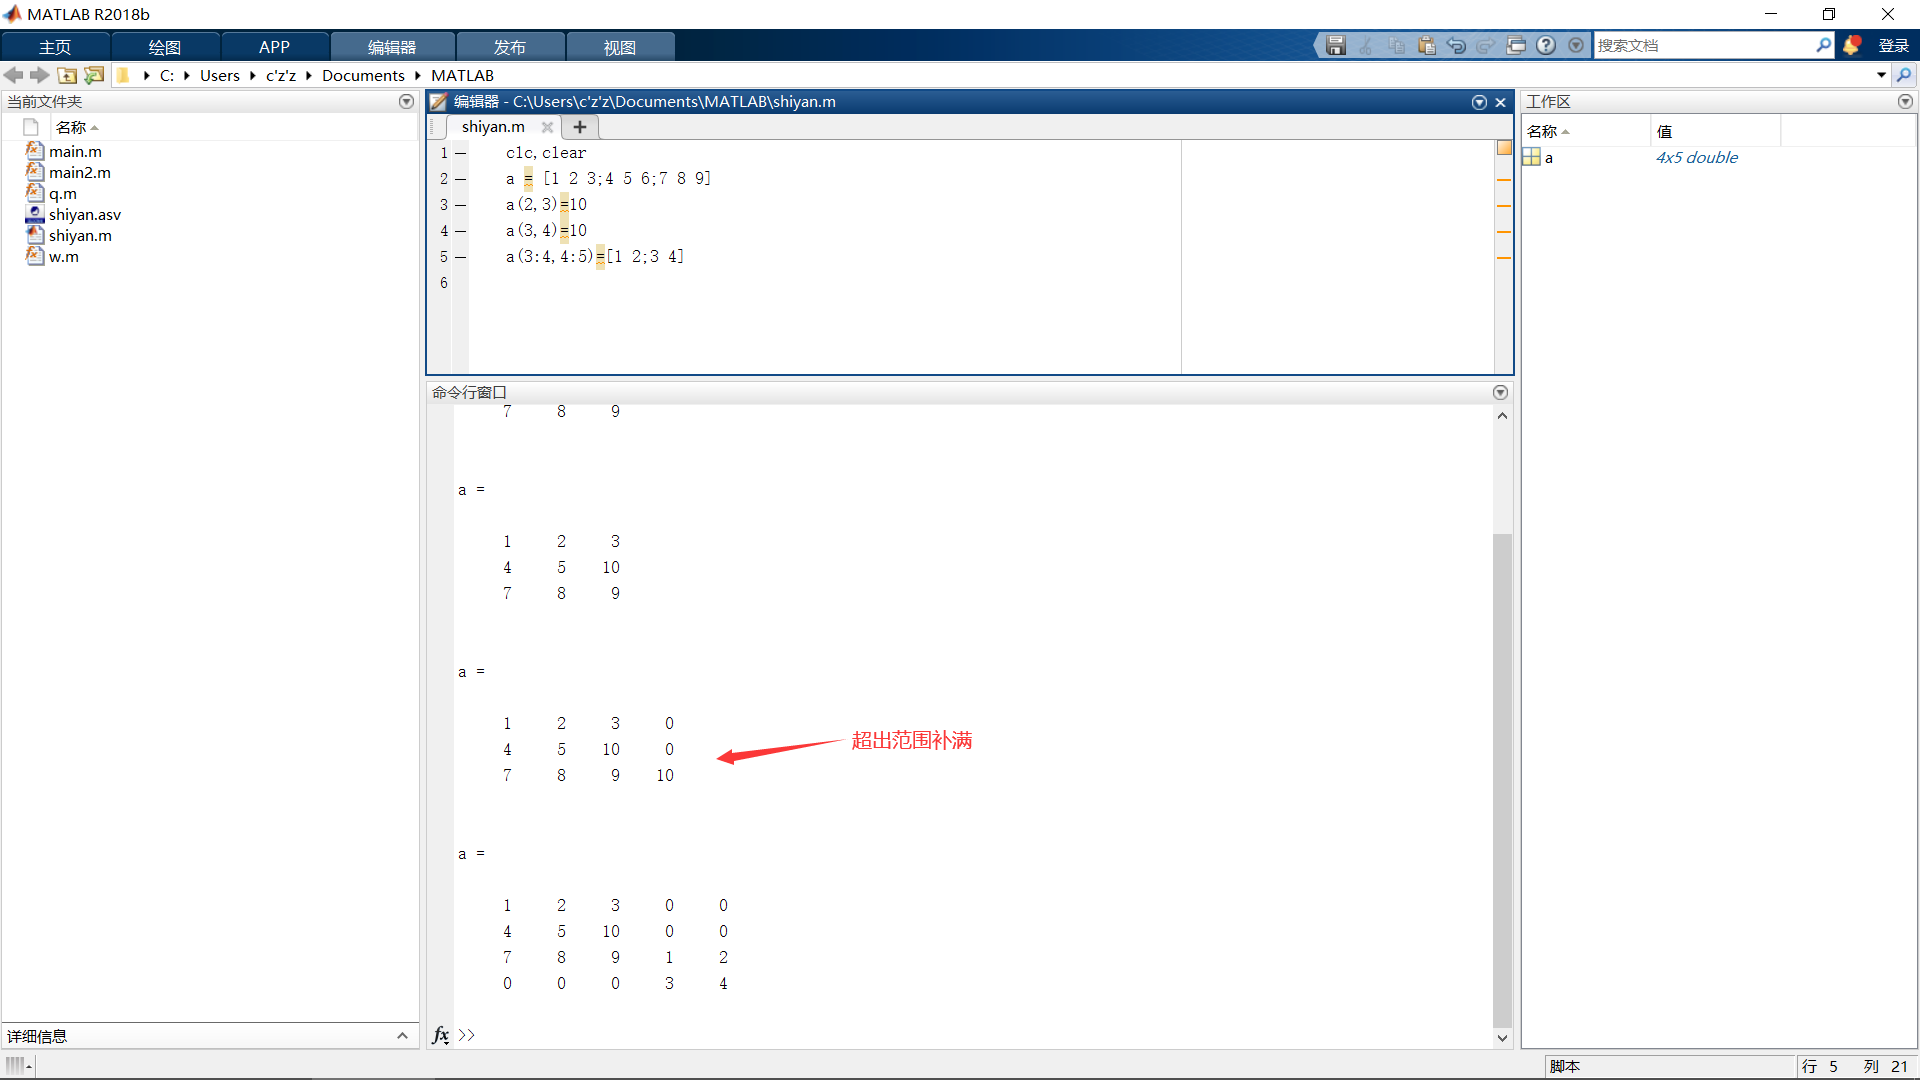 MATLAB R2018b
主页 绘图 APP 编辑器 发布 视图 搜索文档 登录
C: Users c'z'z Documents MATLAB
当前文件夹
名称
main.m
main2.m
q.m
shiyan.asv
shiyan.m
w.m
详细信息
编辑器 - C:\Users\c'z'z\Documents\MATLAB\shiyan.m
shiyan.m
1 clc,clear
2 a = [1 2 3;4 5 6;7 8 9]
3 a(2,3)=10
4 a(3,4)=10
5 a(3:4,4:5)=[1 2;3 4]
6
命令行窗口
7 8 9
a =
1 2 3
4 5 10
7 8 9
a =
1 2 3 0
4 5 10 0
7 8 9 10
超出范围补满
a =
1 2 3 0 0
4 5 10 0 0
7 8 9 1 2
0 0 0 3 4
fx >>
工作区
名称 值
a 4x5 double
脚本 行 5 列 21